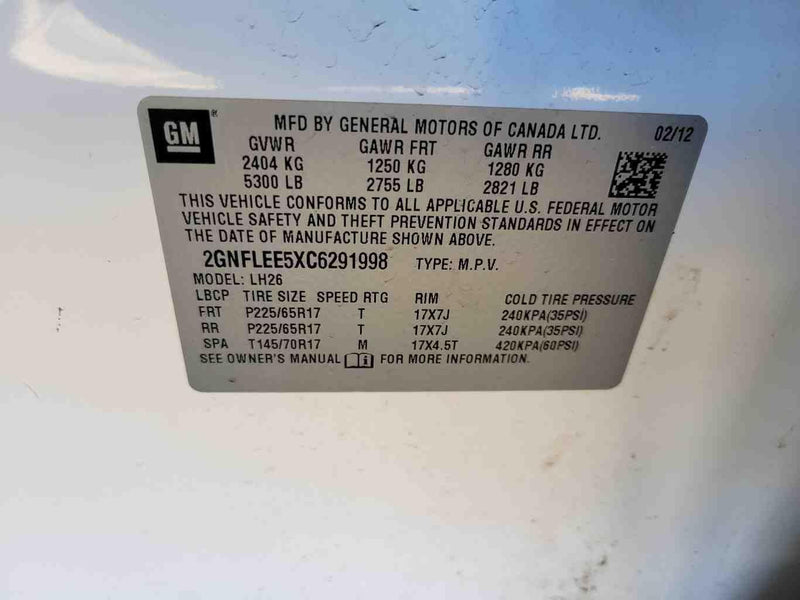 GM ® MFD BY GENERAL MOTORS OF CANADA LTD. 02/12
GVWR GAWR FRT GAWR RR
2404 KG 1250 KG 1280 KG
5300 LB 2755 LB 2821 LB
THIS VEHICLE CONFORMS TO ALL APPLICABLE U.S. FEDERAL MOTOR
VEHICLE SAFETY AND THEFT PREVENTION STANDARDS IN EFFECT ON
THE DATE OF MANUFACTURE SHOWN ABOVE.
2GNFLEE5XC6291998 TYPE: M.P.V.
MODEL: LH26
LBCP TIRE SIZE SPEED RTG RIM COLD TIRE PRESSURE
FRT P225/65R17 T 17X7J 240KPA(35PSI)
RR P225/65R17 T 17X7J 240KPA(35PSI)
SPA T145/70R17 M 17X4.5T 420KPA(60PSI)
SEE OWNER'S MANUAL i FOR MORE INFORMATION.